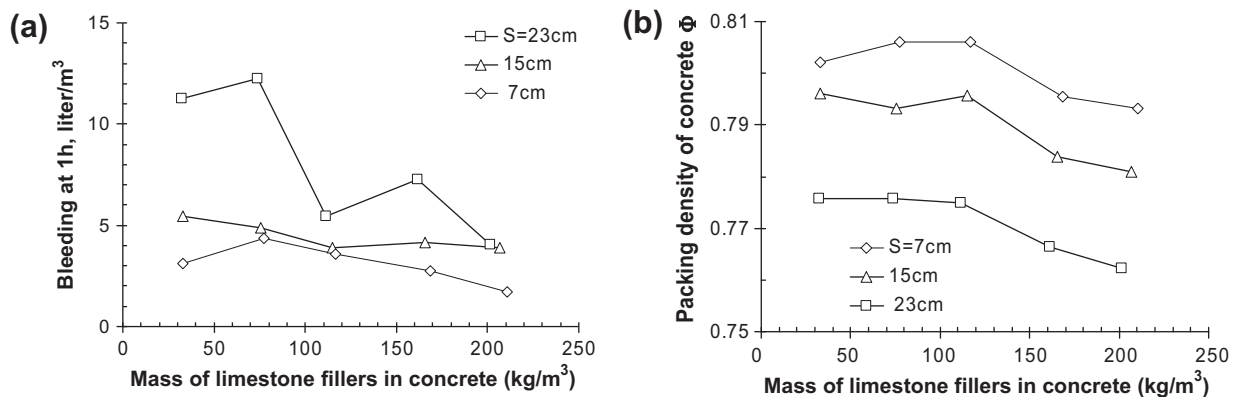 (a)
15
10
5
0
Bleeding at 1h, liter/m³
S=23cm
15cm
7cm
0 50 100 150 200 250
Mass of limestone fillers in concrete (kg/m³)
(b)
0.81
0.79
0.77
0.75
Packing density of concrete Φ
S=7cm
15cm
23cm
0 50 100 150 200 250
Mass of limestone fillers in concrete (kg/m³)